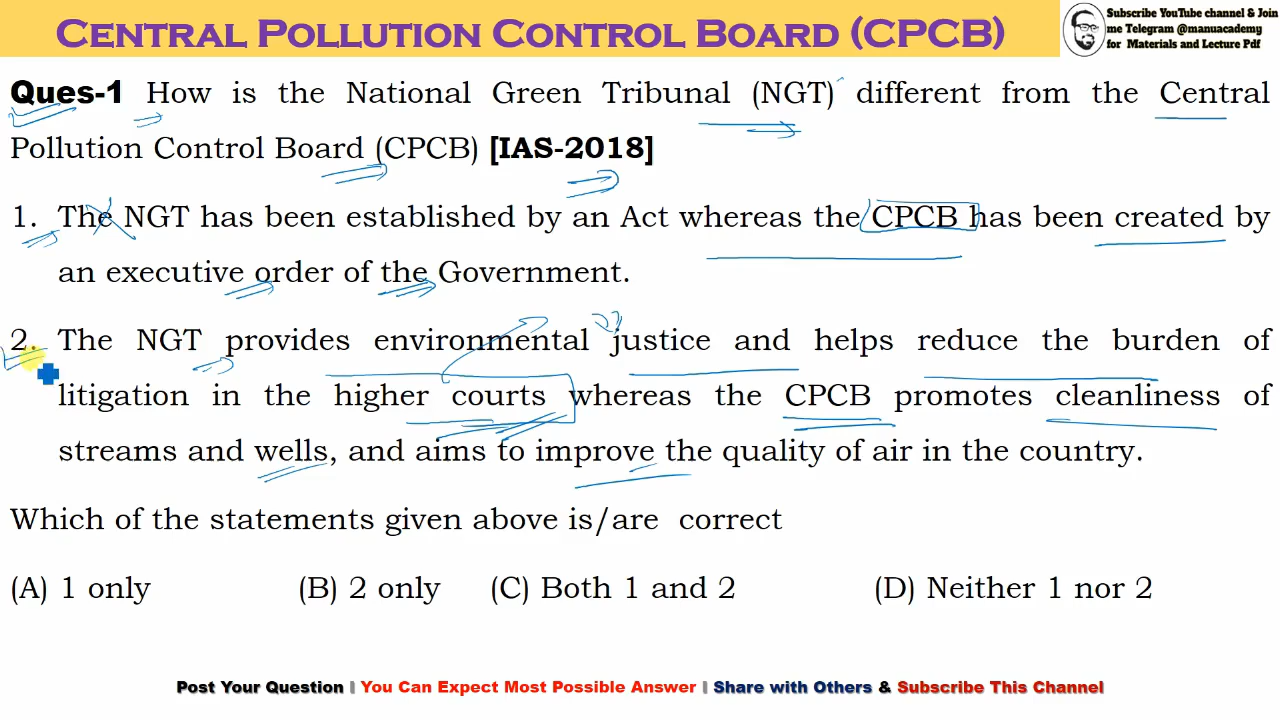 CENTRAL POLLUTION CONTROL BOARD (CPCB)
Subscribe YouTube channel & Join
me Telegram @manuacademy
for Materials and Lecture Pdf
Ques-1 How is the National Green Tribunal (NGT) different from the Central
Pollution Control Board (CPCB) [IAS-2018]
1. The NGT has been established by an Act whereas the CPCB has been created by
an executive order of the Government.
2. The NGT provides environmental justice and helps reduce the burden of
litigation in the higher courts whereas the CPCB promotes cleanliness of
streams and wells, and aims to improve the quality of air in the country.
Which of the statements given above is/are correct
(A) 1 only (B) 2 only (C) Both 1 and 2 (D) Neither 1 nor 2
Post Your Question | You Can Expect Most Possible Answer | Share with Others & Subscribe This Channel